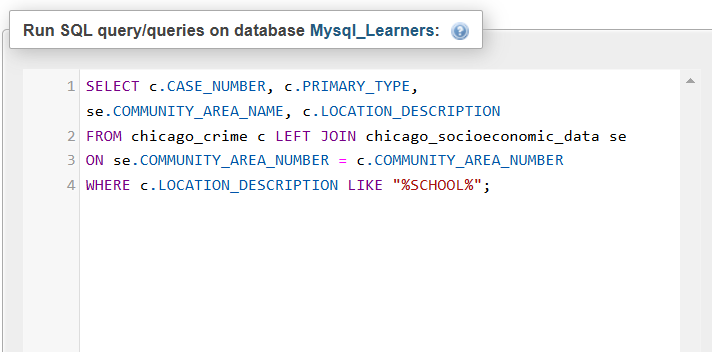 Run SQL query/queries on database Mysql_Learners:
1 SELECT c.CASE_NUMBER, c.PRIMARY_TYPE,
se.COMMUNITY_AREA_NAME, c.LOCATION_DESCRIPTION
2 FROM chicago_crime c LEFT JOIN chicago_socioeconomic_data se
3 ON se.COMMUNITY_AREA_NUMBER = c.COMMUNITY_AREA_NUMBER
4 WHERE c.LOCATION_DESCRIPTION LIKE "%SCHOOL%";